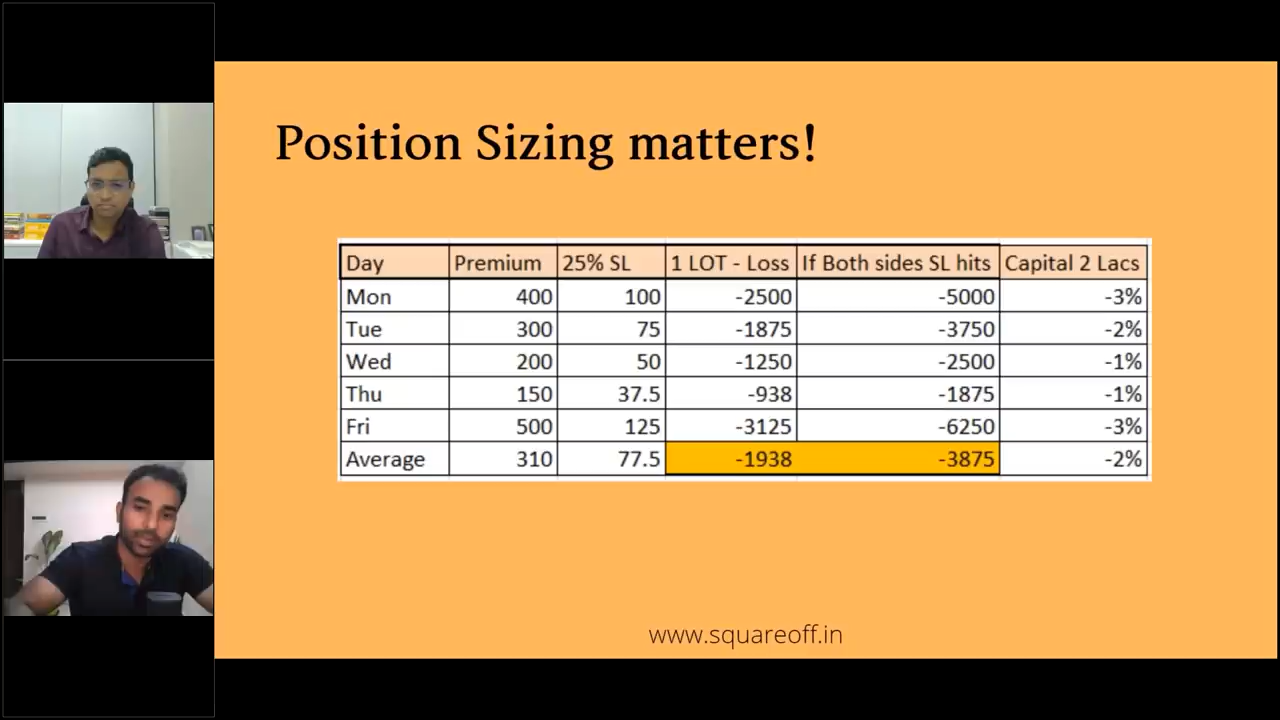 Position Sizing matters!
Day Premium 25% SL 1 LOT - Loss If Both sides SL hits Capital 2 Lacs
Mon 400 100 -2500 -5000 -3%
Tue 300 75 -1875 -3750 -2%
Wed 200 50 -1250 -2500 -1%
Thu 150 37.5 -938 -1875 -1%
Fri 500 125 -3125 -6250 -3%
Average 310 77.5 -1938 -3875 -2%
www.squareoff.in